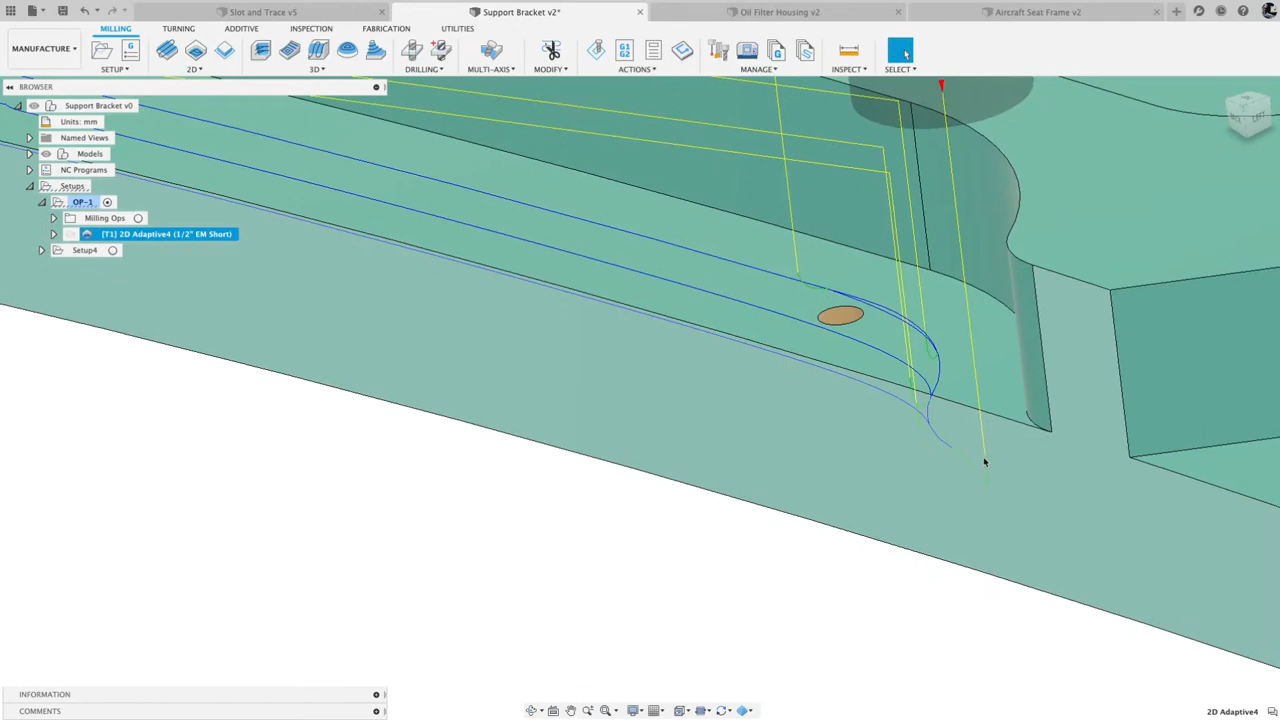 Slot and Trace v5
Support Bracket v2*
Oil Filter Housing v2
Aircraft Seat Frame v2
MILLING
TURNING
ADDITIVE
INSPECTION
FABRICATION
UTILITIES
MANUFACTURE
SETUP
2D
3D
DRILLING
MULTI-AXIS
MODIFY
ACTIONS
MANAGE
INSPECT
SELECT
BROWSER
Support Bracket v0
Units: mm
Named Views
Models
NC Programs
Setups
OP-1
Milling Ops
[T1] 2D Adaptive4 (1/2" EM Short)
Setup4
INFORMATION
COMMENTS
2D Adaptive4